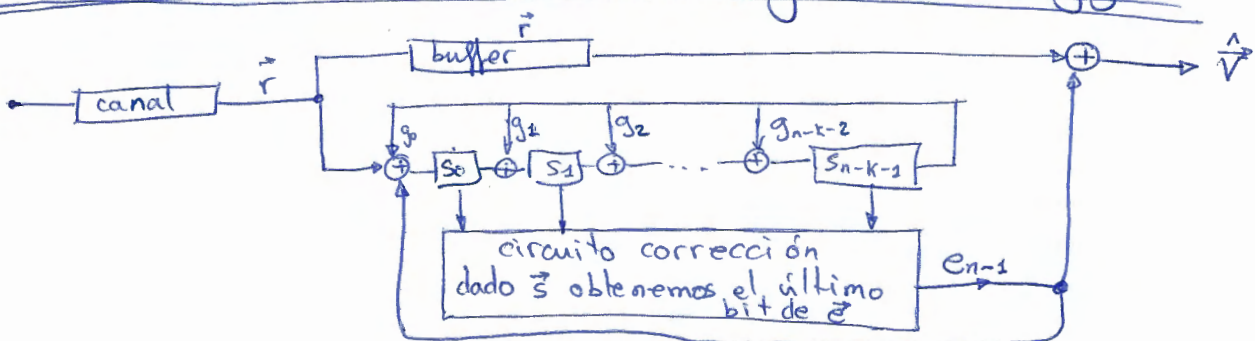 r⃗
buffer
V̂
canal
r⃗
g₀
g₁
g₂
gₙ₋ₖ₋₂
S₀
S₁
Sₙ₋ₖ₋₁
circuito corrección
dado s⃗ obtenemos el último
bit de e⃗
eₙ₋₁